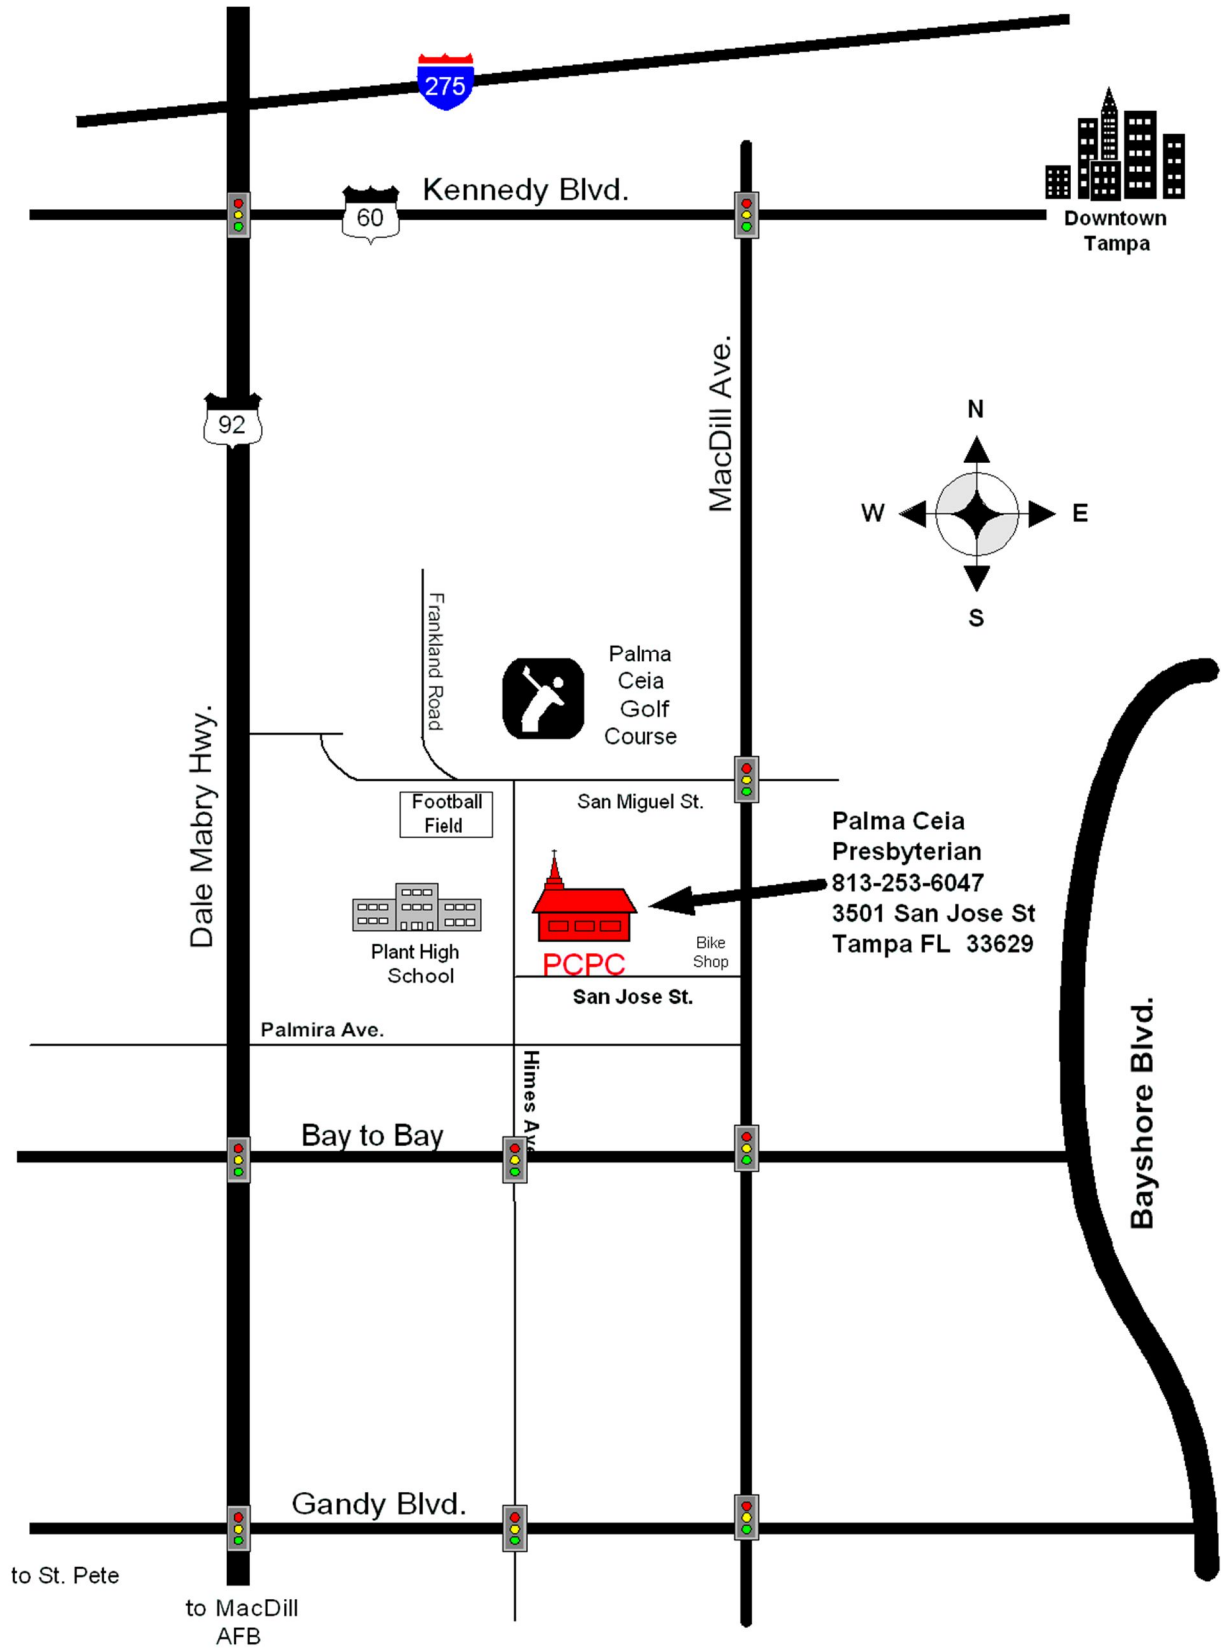 275
Kennedy Blvd.
60
Downtown
Tampa
MacDill Ave.
92
N
W
E
S
Frankland Road
Palma
Ceia
Golf
Course
Dale Mabry Hwy.
Football
Field
San Miguel St.
Palma Ceia
Presbyterian
813-253-6047
3501 San Jose St
Tampa FL 33629
Plant High
School
Bike
Shop
PCPC
San Jose St.
Palmira Ave.
Himes Ave
Bayshore Blvd.
Bay to Bay
Gandy Blvd.
to St. Pete
to MacDill
AFB